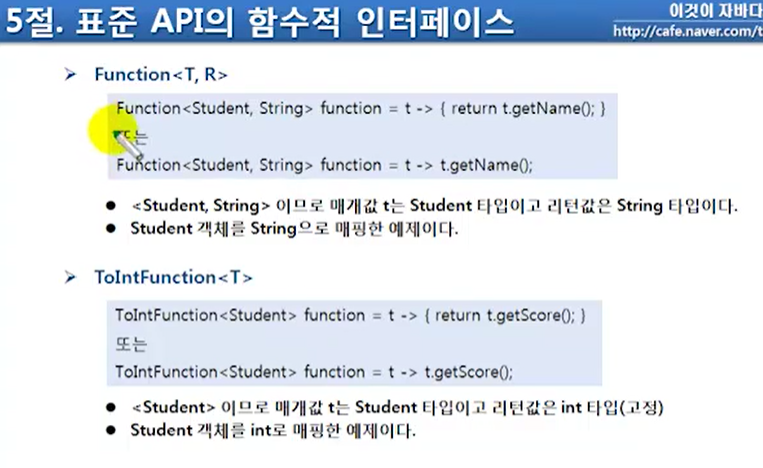 5절. 표준 API의 함수적 인터페이스
이것이 자바다
http://cafe.naver.com/t
Function<T, R>
Function<Student, String> function = t -> { return t.getName(); }
또는
Function<Student, String> function = t -> t.getName();
<Student, String> 이므로 매개값 t는 Student 타입이고 리턴값은 String 타입이다.
Student 객체를 String으로 매핑한 예제이다.
ToIntFunction<T>
ToIntFunction<Student> function = t -> { return t.getScore(); }
또는
ToIntFunction<Student> function = t -> t.getScore();
<Student> 이므로 매개값 t는 Student 타입이고 리턴값은 int 타입(고정)
Student 객체를 int로 매핑한 예제이다.